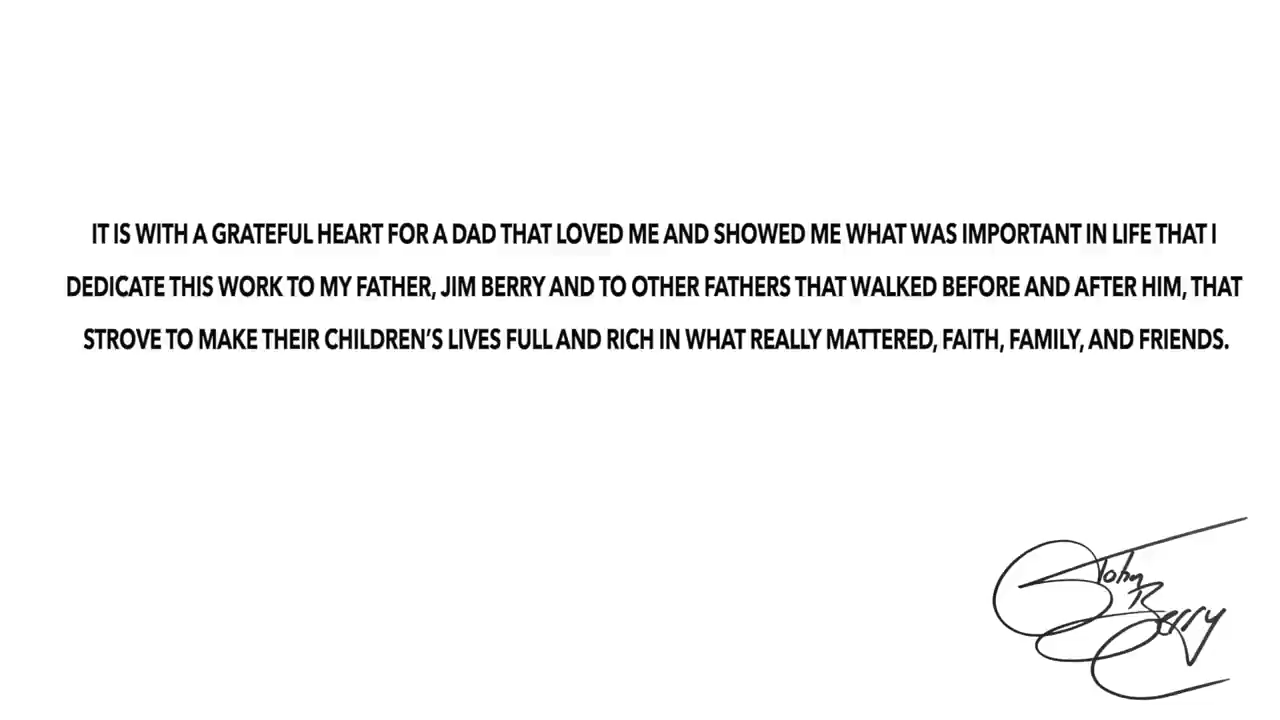 IT IS WITH A GRATEFUL HEART FOR A DAD THAT LOVED ME AND SHOWED ME WHAT WAS IMPORTANT IN LIFE THAT I
DEDICATE THIS WORK TO MY FATHER, JIM BERRY AND TO OTHER FATHERS THAT WALKED BEFORE AND AFTER HIM, THAT
STROVE TO MAKE THEIR CHILDREN’S LIVES FULL AND RICH IN WHAT REALLY MATTERED, FAITH, FAMILY, AND FRIENDS.
John
Berry